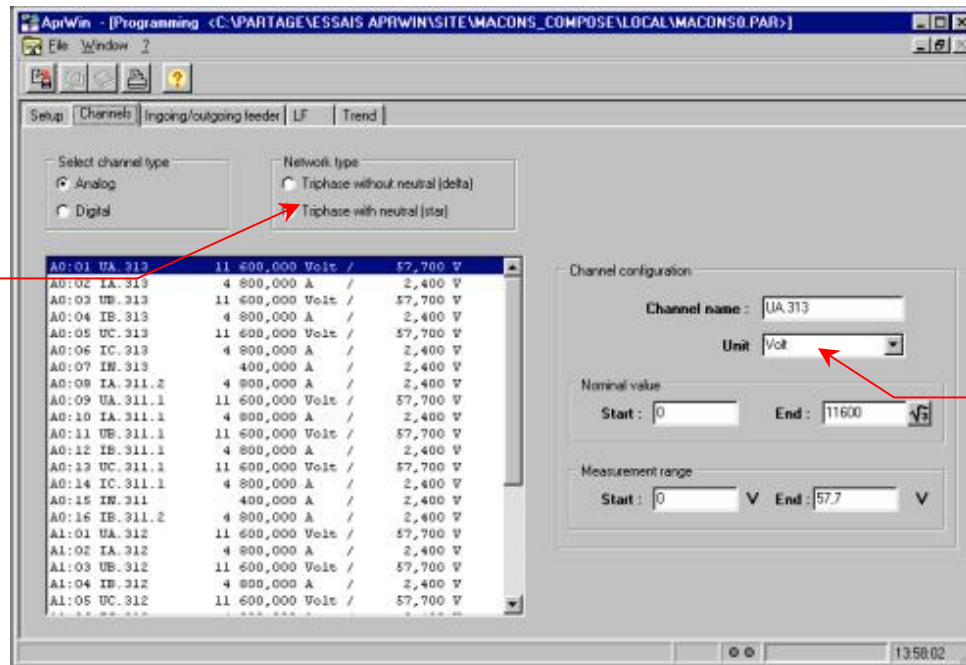 AprWin - [Programming <C:\PARTAGE\ESSAIS APRWIN\SITE\MACONS_COMPOSE\LOCAL\MACONS0.PAR>]
File Window ?
Setup Channels Ingoing/outgoing feeder LF Trend
Select channel type
Analog
Digital
Network type
Triphase without neutral (delta)
Triphase with neutral (star)
A0:01 UA.313 11 600,000 Volt / 57,700 V
A0:02 IA.313 4 800,000 A / 2,400 V
A0:03 UB.313 11 600,000 Volt / 57,700 V
A0:04 IB.313 4 800,000 A / 2,400 V
A0:05 UC.313 11 600,000 Volt / 57,700 V
A0:06 IC.313 4 800,000 A / 2,400 V
A0:07 IN.313 400,000 A / 2,400 V
A0:08 IA.311.2 4 800,000 A / 2,400 V
A0:09 UA.311.1 11 600,000 Volt / 57,700 V
A0:10 IA.311.1 4 800,000 A / 2,400 V
A0:11 UB.311.1 11 600,000 Volt / 57,700 V
A0:12 IB.311.1 4 800,000 A / 2,400 V
A0:13 UC.311.1 11 600,000 Volt / 57,700 V
A0:14 IC.311.1 4 800,000 A / 2,400 V
A0:15 IN.311 400,000 A / 2,400 V
A0:16 IB.311.2 4 800,000 A / 2,400 V
A1:01 UA.312 11 600,000 Volt / 57,700 V
A1:02 IA.312 4 800,000 A / 2,400 V
A1:03 UB.312 11 600,000 Volt / 57,700 V
A1:04 IB.312 4 800,000 A / 2,400 V
A1:05 UC.312 11 600,000 Volt / 57,700 V
Channel configuration
Channel name : UA.313
Unit Volt
Nominal value
Start : 0 End : 11600 √3
Measurement range
Start : 0 V End : 57,7 V
13:58:02